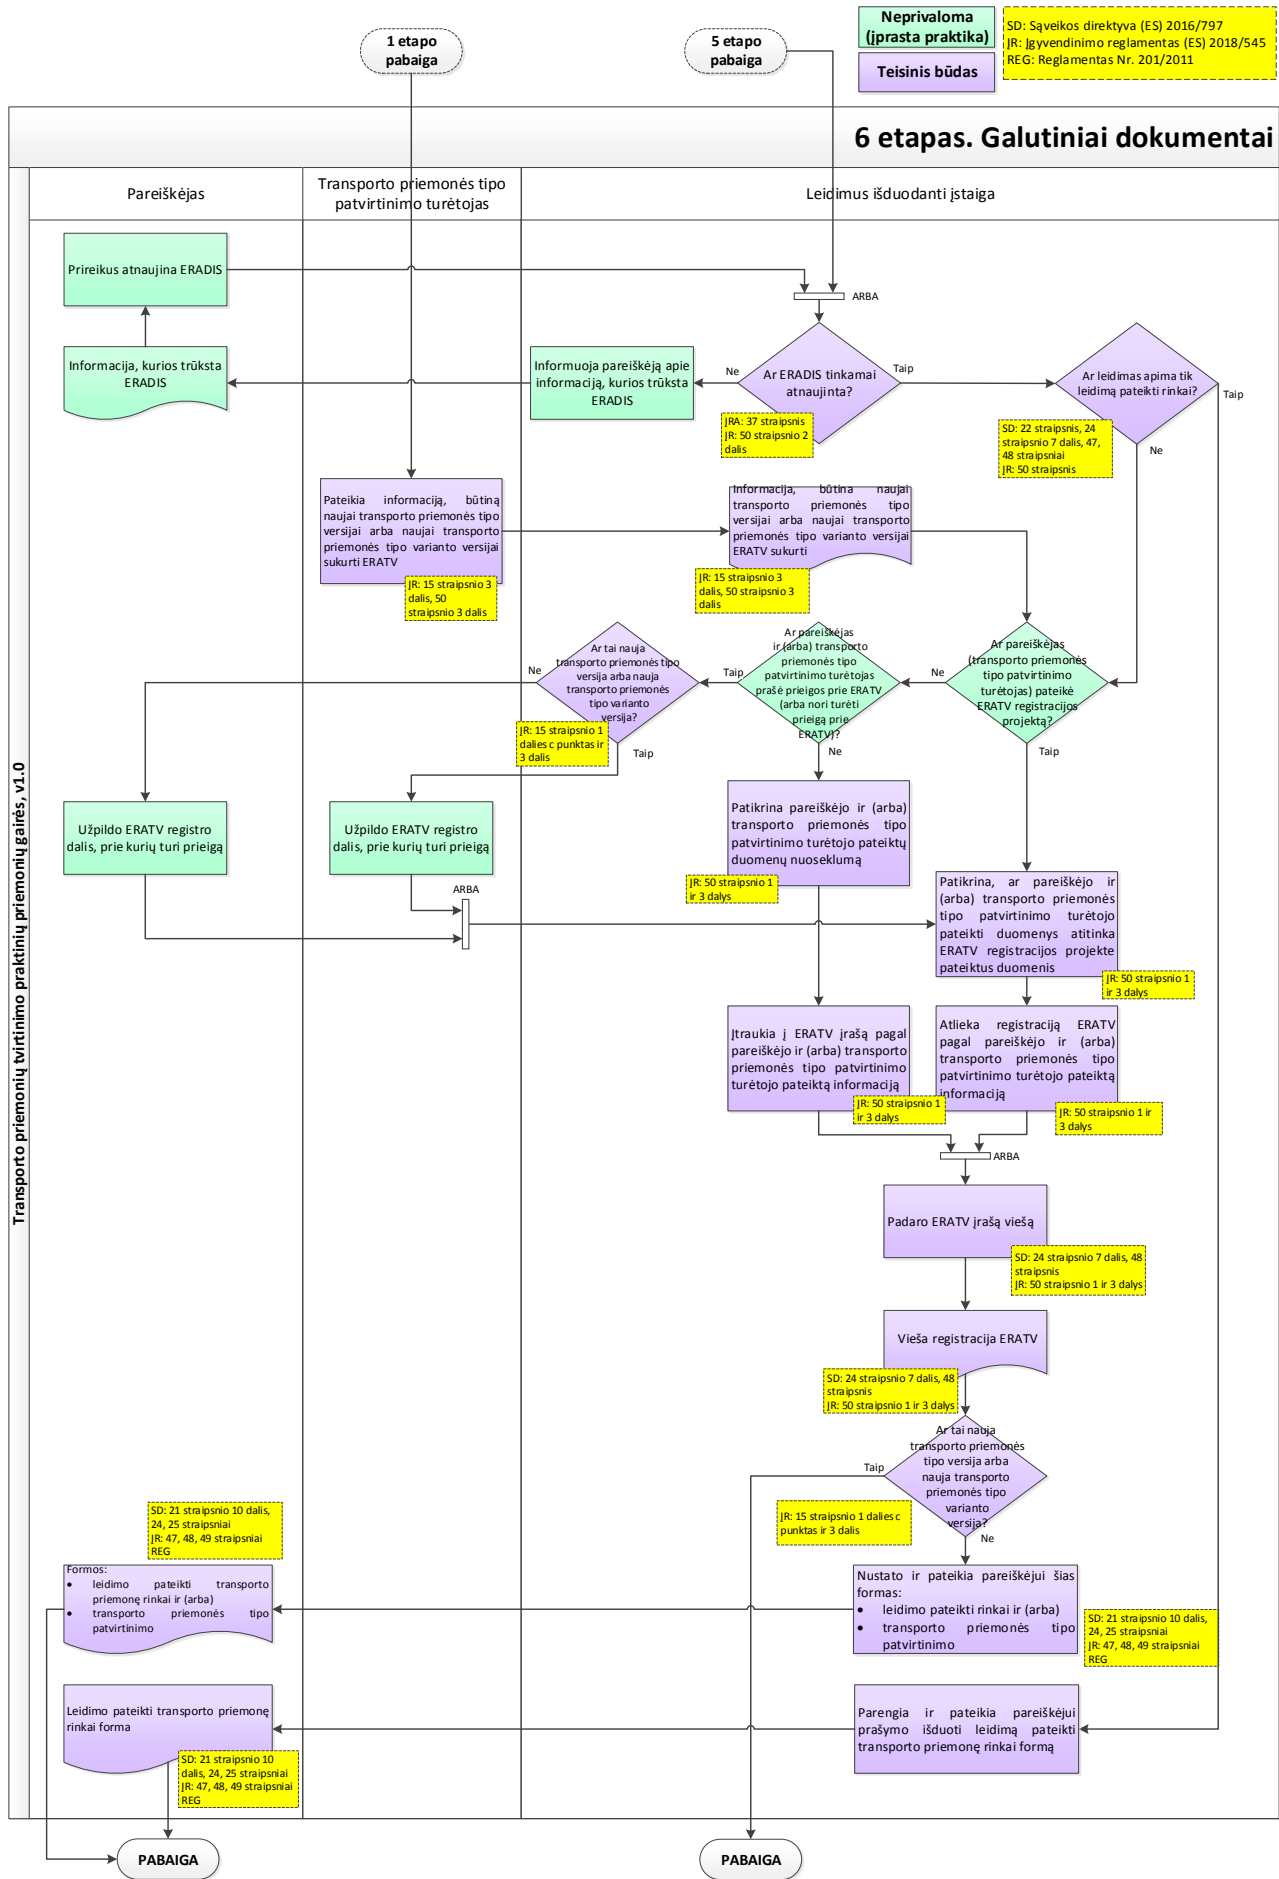 1 etapo
pabaiga
5 etapo
pabaiga
Neprivaloma
(įprasta praktika)
Teisinis būdas
SD: Sąveikos direktyva (ES) 2016/797
ĮR: Įgyvendinimo reglamentas (ES) 2018/545
REG: Reglamentas Nr. 201/2011
6 etapas. Galutiniai dokumentai
Transporto priemonių tvirtinimo praktinių priemonių gairės, v1.0
Pareiškėjas
Transporto priemonės tipo
patvirtinimo turėtojas
Leidimus išduodanti įstaiga
Prireikus atnaujina ERADIS
ARBA
Informacija, kurios trūksta
ERADIS
Informuoja pareiškėją apie
informaciją, kurios trūksta
ERADIS
Ne
Ar ERADIS tinkamai
atnaujinta?
Taip
ĮRA: 37 straipsnis
ĮR: 50 straipsnio 2
dalis
Ar leidimas apima tik
leidimą pateikti rinkai?
Taip
SD: 22 straipsnis, 24
straipsnio 7 dalis, 47,
48 straipsniai
ĮR: 50 straipsnis
Ne
Pateikia informaciją, būtiną
naujai transporto priemonės tipo
versijai arba naujai transporto
priemonės tipo varianto versijai
sukurti ERATV
ĮR: 15 straipsnio 3
dalis, 50
straipsnio 3 dalis
Informacija, būtina naujai
transporto priemonės tipo
versijai arba naujai transporto
priemonės tipo varianto versijai
ERATV sukurti
ĮR: 15 straipsnio 3
dalis, 50 straipsnio 3
dalis
Ne
Ar tai nauja
transporto priemonės tipo
versija arba nauja
transporto priemonės
tipo varianto
versija?
ĮR: 15 straipsnio 1
dalies c punktas ir
3 dalis
Taip
Taip
Ar pareiškėjas
ir (arba) transporto
priemonės tipo
patvirtinimo turėtojas
prašė prieigos prie ERATV
(arba nori turėti
prieigą prie
ERATV)?
Ne
Ne
Ar pareiškėjas
(transporto priemonės
tipo patvirtinimo
turėtojas) pateikė
ERATV registracijos
projektą?
Taip
Užpildo ERATV registro
dalis, prie kurių turi prieigą
Užpildo ERATV registro
dalis, prie kurių turi prieigą
ARBA
Patikrina pareiškėjo ir (arba)
transporto priemonės tipo
patvirtinimo turėtojo pateiktų
duomenų nuoseklumą
ĮR: 50 straipsnio 1
ir 3 dalys
Patikrina, ar pareiškėjo ir
(arba) transporto priemonės
tipo patvirtinimo turėtojo
pateikti duomenys atitinka
ERATV registracijos projekte
pateiktus duomenis
ĮR: 50 straipsnio 1
ir 3 dalys
Įtraukia į ERATV įrašą pagal
pareiškėjo ir (arba) transporto
priemonės tipo patvirtinimo
turėtojo pateiktą informaciją
ĮR: 50 straipsnio 1
ir 3 dalys
Atlieka registraciją ERATV
pagal pareiškėjo ir (arba)
transporto priemonės tipo
patvirtinimo turėtojo pateiktą
informaciją
ĮR: 50 straipsnio 1 ir
3 dalys
ARBA
Padaro ERATV įrašą viešą
SD: 24 straipsnio 7 dalis, 48
straipsnis
ĮR: 50 straipsnio 1 ir 3 dalys
Vieša registracija ERATV
SD: 24 straipsnio 7 dalis, 48
straipsnis
ĮR: 50 straipsnio 1 ir 3 dalys
Taip
Ar tai nauja
transporto priemonės
tipo versija arba
nauja transporto
priemonės tipo
varianto
versija?
ĮR: 15 straipsnio 1 dalies c
punktas ir 3 dalis
Ne
SD: 21 straipsnio 10 dalis,
24, 25 straipsniai
ĮR: 47, 48, 49 straipsniai
REG
Formos:
• leidimo pateikti transporto
priemonę rinkai ir (arba)
• transporto priemonės tipo
patvirtinimo
Nustato ir pateikia pareiškėjui šias
formas:
• leidimo pateikti rinkai ir (arba)
• transporto priemonės tipo
patvirtinimo
SD: 21 straipsnio 10 dalis,
24, 25 straipsniai
ĮR: 47, 48, 49 straipsniai
REG
Leidimo pateikti transporto priemonę
rinkai forma
SD: 21 straipsnio 10
dalis, 24, 25 straipsniai
ĮR: 47, 48, 49 straipsniai
REG
Parengia ir pateikia pareiškėjui
prašymo išduoti leidimą pateikti
transporto priemonę rinkai formą
PABAIGA
PABAIGA